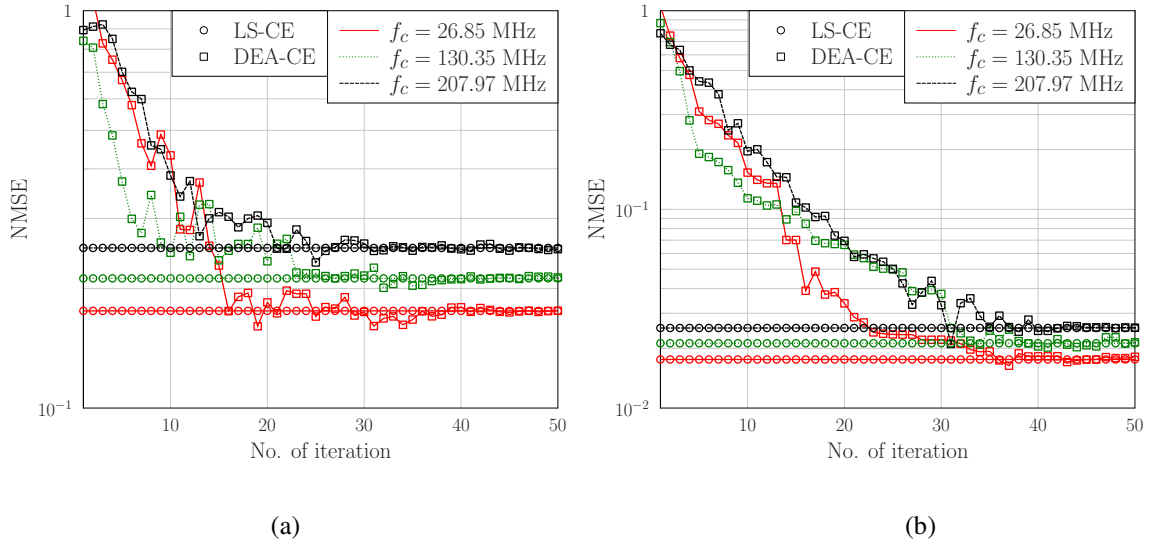 1
LS-CE
DEA-CE
f_c = 26.85 MHz
f_c = 130.35 MHz
f_c = 207.97 MHz
NMSE
10^{-1}
10 20 30 40 50
No. of iteration
(a)
1
LS-CE
DEA-CE
f_c = 26.85 MHz
f_c = 130.35 MHz
f_c = 207.97 MHz
NMSE
10^{-1}
10^{-2}
10 20 30 40 50
No. of iteration
(b)